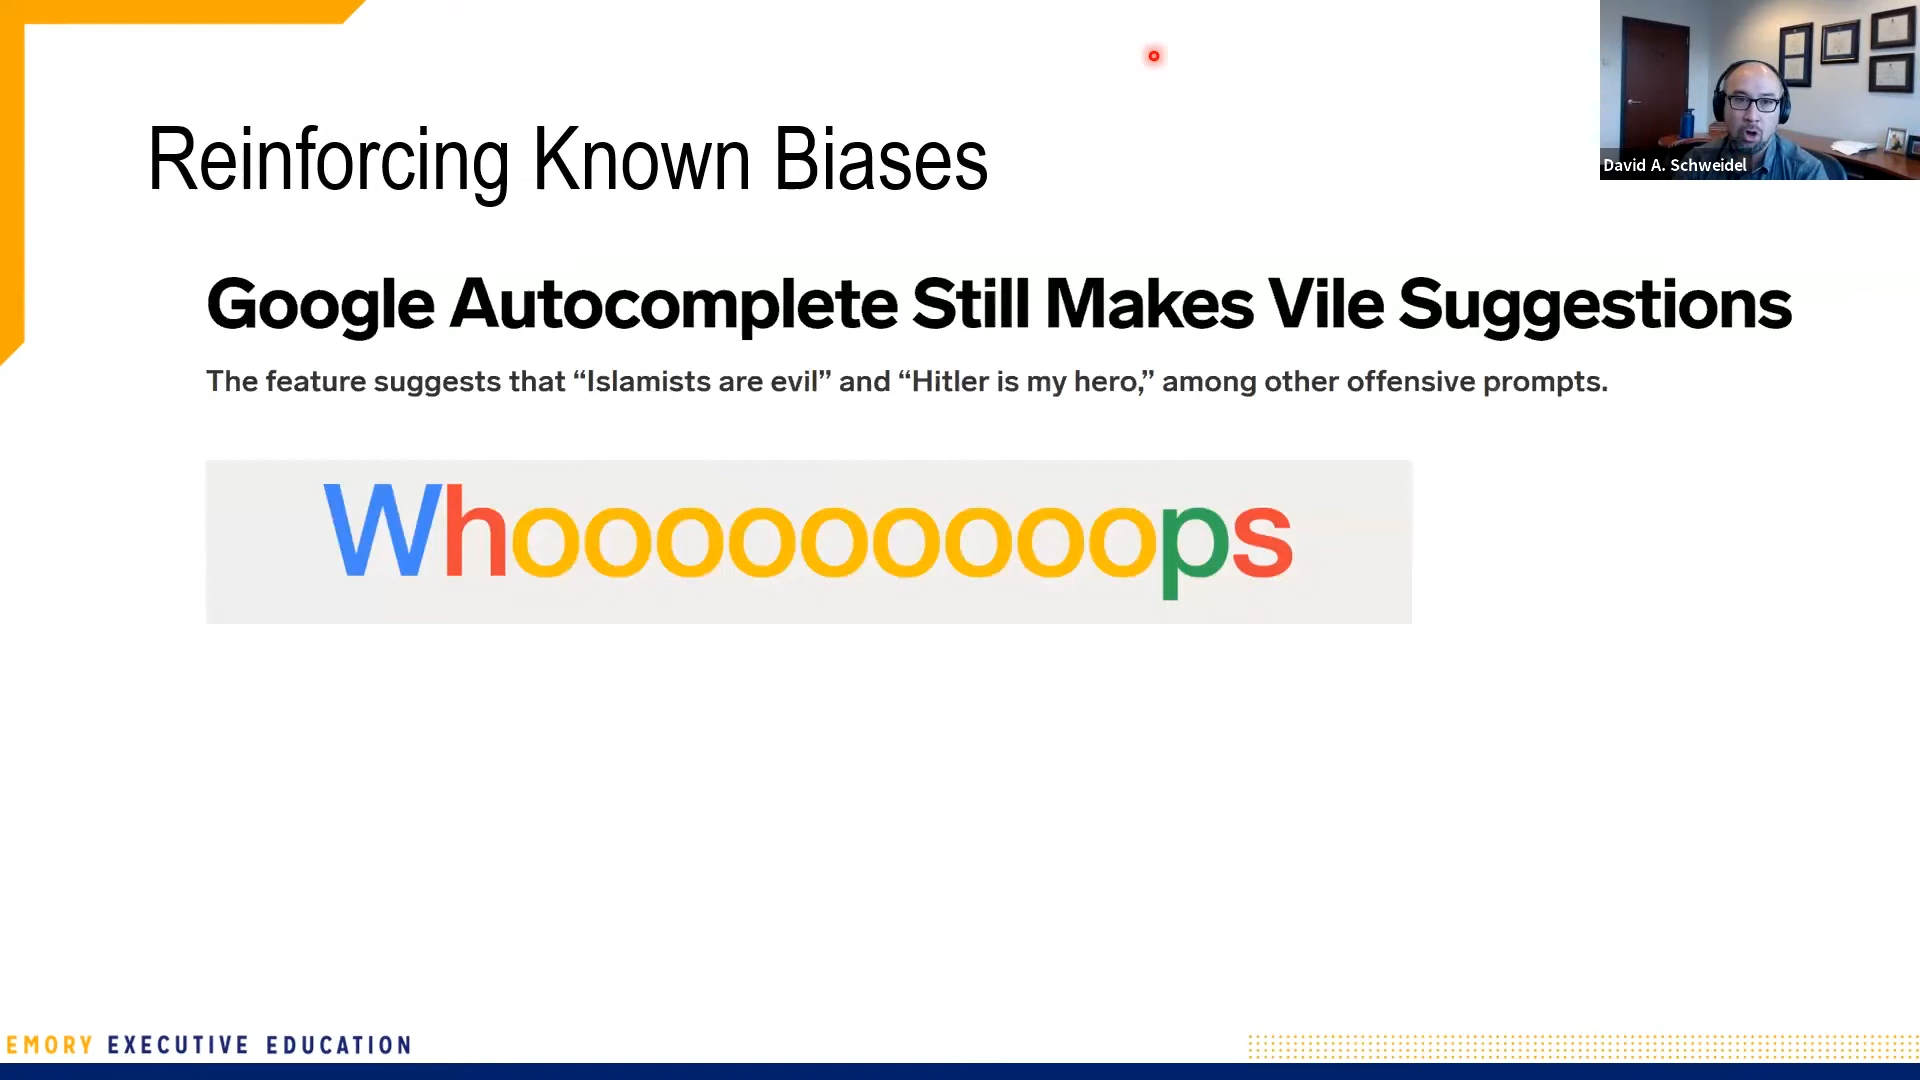 David A. Schweidel
Reinforcing Known Biases
Google Autocomplete Still Makes Vile Suggestions
The feature suggests that “Islamists are evil” and “Hitler is my hero,” among other offensive prompts.
Whooooooooops
EMORY EXECUTIVE EDUCATION